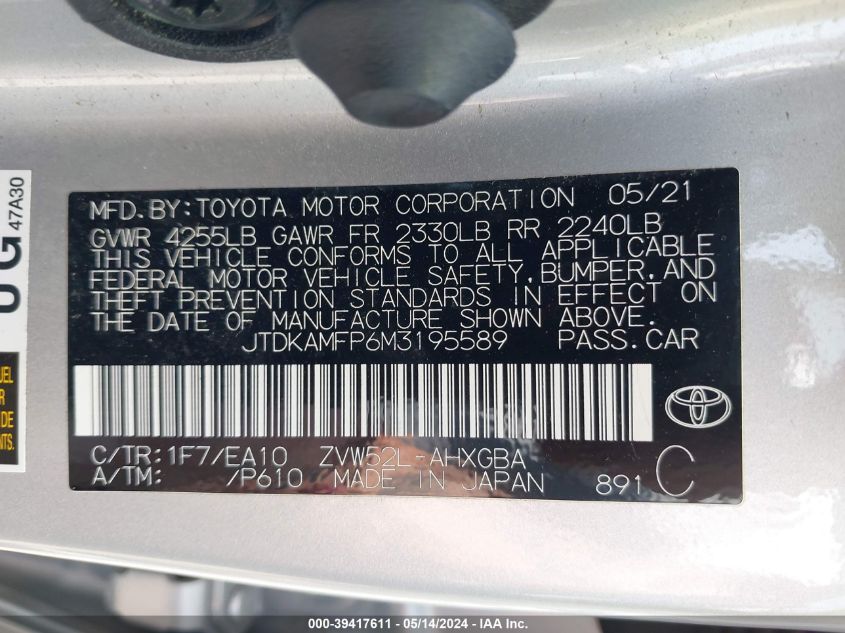 MFD.BY:TOYOTA MOTOR CORPORATION 05/21
GVWR 4255LB GAWR FR 2330LB RR 2240LB
THIS VEHICLE CONFORMS TO ALL APPLICABLE
FEDERAL MOTOR VEHICLE SAFETY,BUMPER,AND
THEFT PREVENTION STANDARDS IN EFFECT ON
THE DATE OF MANUFACTURE SHOWN ABOVE.
JTDKAMFP6M3195589 PASS.CAR
C/TR:1F7/EA10 ZVW52L-AHXGBA
A/TM: /P610 MADE IN JAPAN 891 C
47A30
UEL
OR
DE
000-39417611 - 05/14/2024 - IAA Inc.